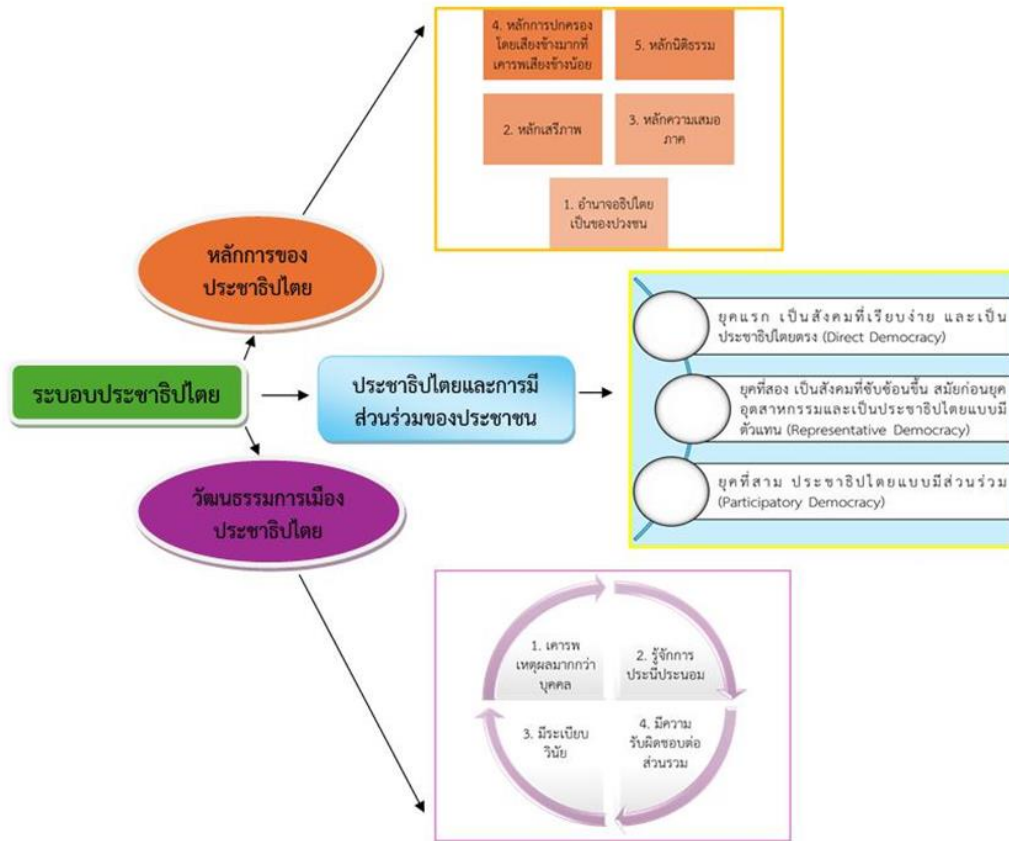 4. หลักการปกครอง
โดยเสียงข้างมากที่
เคารพเสียงข้างน้อย
5. หลักนิติธรรม
2. หลักเสรีภาพ
3. หลักความเสมอ
ภาค
1. อำนาจอธิปไตย
เป็นของปวงชน
หลักการของ
ประชาธิปไตย
ระบอบประชาธิปไตย
ประชาธิปไตยและการมี
ส่วนร่วมของประชาชน
ยุคแรก เป็นสังคมที่เรียบง่าย และเป็น
ประชาธิปไตยตรง (Direct Democracy)
ยุคที่สอง เป็นสังคมที่ซับซ้อนขึ้น สมัยก่อนยุค
อุตสาหกรรมและเป็นประชาธิปไตยแบบมี
ตัวแทน (Representative Democracy)
ยุคที่สาม ประชาธิปไตยแบบมีส่วนร่วม
(Participatory Democracy)
วัฒนธรรมการเมือง
ประชาธิปไตย
1. เคารพ
เหตุผลมากกว่า
บุคคล
2. รู้จักการ
ประนีประนอม
3. มีระเบียบ
วินัย
4. มีความ
รับผิดชอบต่อ
ส่วนรวม